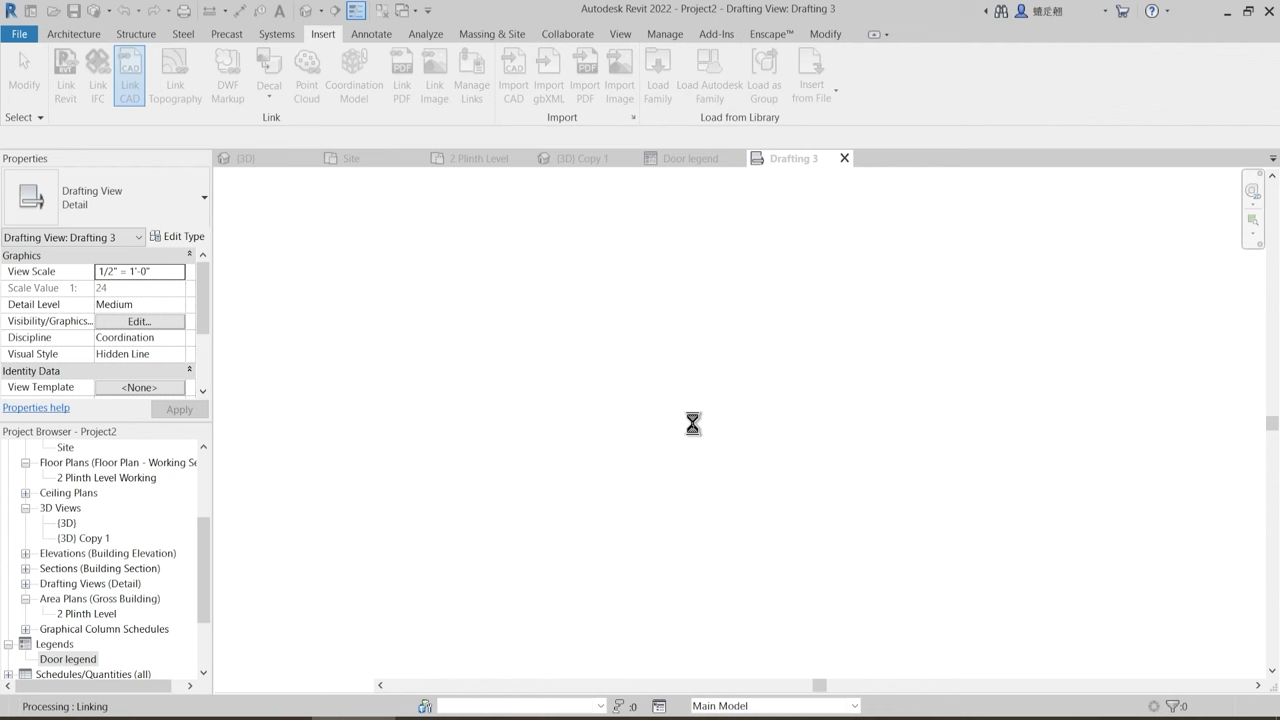 Autodesk Revit 2022 - Project2 - Drafting View: Drafting 3
File Architecture Structure Steel Precast Systems Insert Annotate Analyze Massing & Site Collaborate View Manage Add-Ins Enscape™ Modify
Modify
Link Revit
Link IFC
Link CAD
Link Topography
DWF Markup
Decal
Point Cloud
Coordination Model
Link PDF
Link Image
Manage Links
Import CAD
Import gbXML
Import PDF
Import Image
Load Family
Load Autodesk Family
Load as Group
Insert from File
Select Link Import Load from Library
Properties
{3D} Site 2 Plinth Level {3D} Copy 1 Door legend Drafting 3
Drafting View
Detail
Drafting View: Drafting 3 Edit Type
Graphics
View Scale 1/2" = 1'-0"
Scale Value 1: 24
Detail Level Medium
Visibility/Graphics... Edit...
Discipline Coordination
Visual Style Hidden Line
Identity Data
View Template <None>
Properties help Apply
Project Browser - Project2
Site
Floor Plans (Floor Plan - Working Se
2 Plinth Level Working
Ceiling Plans
3D Views
{3D}
{3D} Copy 1
Elevations (Building Elevation)
Sections (Building Section)
Drafting Views (Detail)
Area Plans (Gross Building)
2 Plinth Level
Graphical Column Schedules
Legends
Door legend
Schedules/Quantities (all)
Processing : Linking :0 Main Model :0